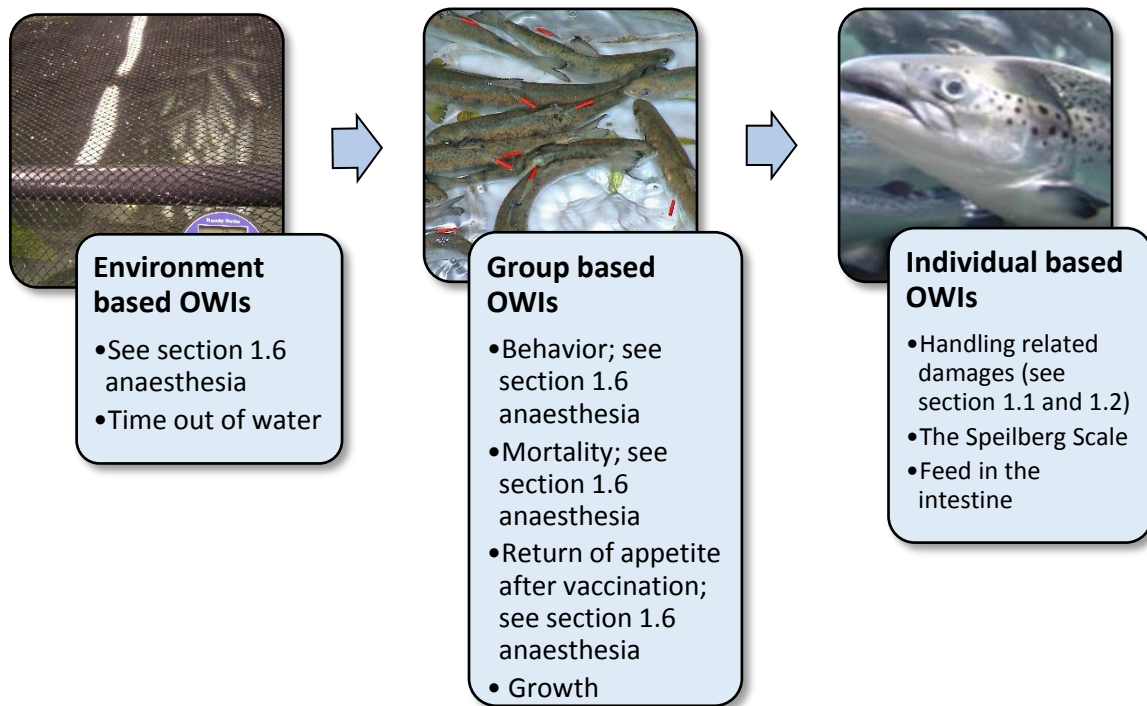 Handy Delta
Environment
based OWIs
•See section 1.6
anaesthesia
•Time out of water
Group based
OWIs
•Behavior; see
section 1.6
anaesthesia
•Mortality; see
section 1.6
anaesthesia
•Return of appetite
after vaccination;
see section 1.6
anaesthesia
• Growth
Individual based
OWIs
•Handling related
damages (see
section 1.1 and 1.2)
•The Speilberg Scale
•Feed in the
intestine